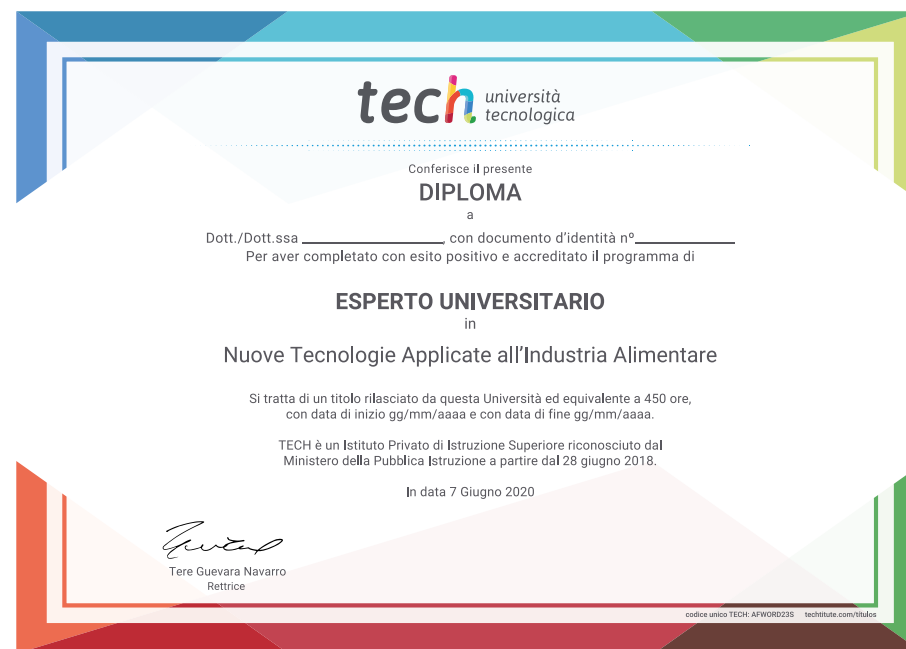 tech università
tecnologica
Conferisce il presente
DIPLOMA
a
Dott./Dott.ssa ________________, con documento d'identità nº____________
Per aver completato con esito positivo e accreditato il programma di
ESPERTO UNIVERSITARIO
in
Nuove Tecnologie Applicate all'Industria Alimentare
Si tratta di un titolo rilasciato da questa Università ed equivalente a 450 ore,
con data di inizio gg/mm/aaaa e con data di fine gg/mm/aaaa.
TECH è un Istituto Privato di Istruzione Superiore riconosciuto dal
Ministero della Pubblica Istruzione a partire dal 28 giugno 2018.
In data 7 Giugno 2020
Tere Guevara Navarro
Rettrice
codice unico TECH: AFWORD23S techtitute.com/titulos